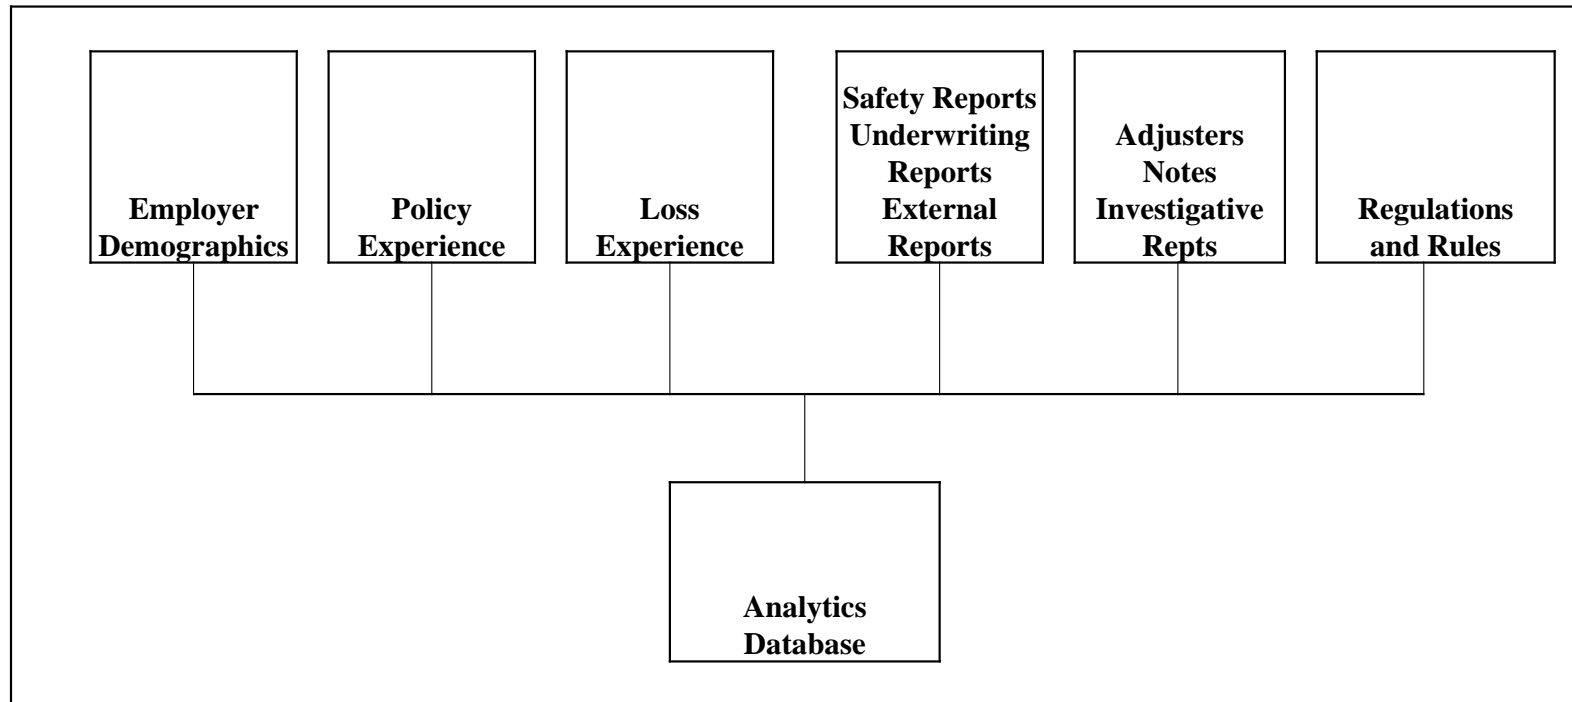 Employer
Demographics
Policy
Experience
Loss
Experience
Safety Reports
Underwriting
Reports
External
Reports
Adjusters
Notes
Investigative
Repts
Regulations
and Rules
Analytics
Database